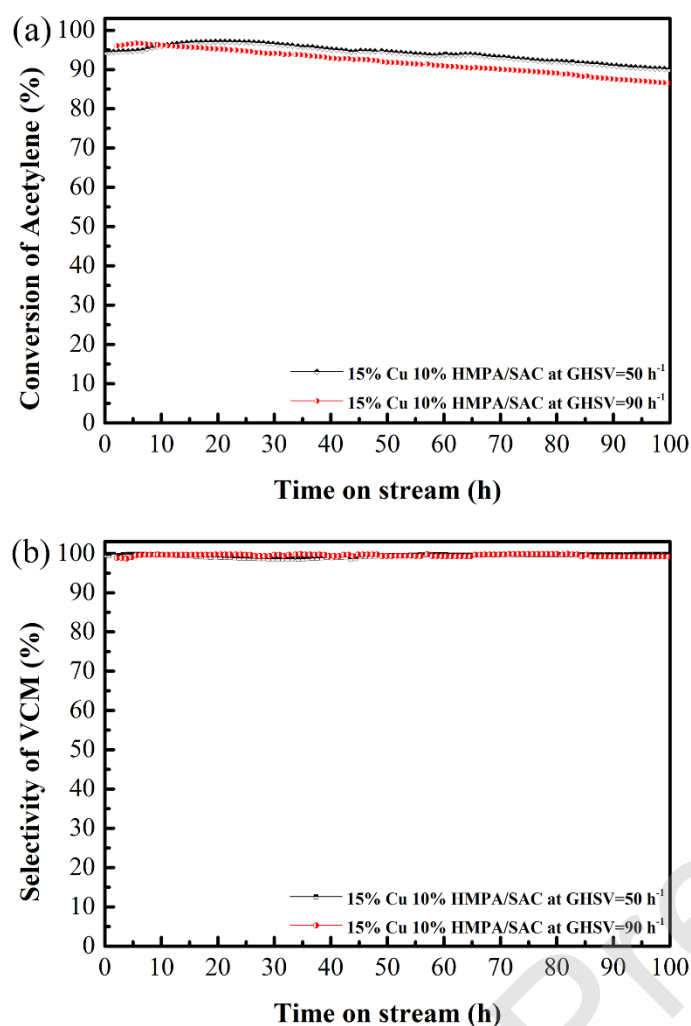 (a)
Conversion of Acetylene (%)
100
90
80
70
60
50
40
30
20
10
0
15% Cu 10% HMPA/SAC at GHSV=50 h⁻¹
15% Cu 10% HMPA/SAC at GHSV=90 h⁻¹
0 10 20 30 40 50 60 70 80 90 100
Time on stream (h)
(b)
Selectivity of VCM (%)
100
90
80
70
60
50
40
30
20
10
0
15% Cu 10% HMPA/SAC at GHSV=50 h⁻¹
15% Cu 10% HMPA/SAC at GHSV=90 h⁻¹
0 10 20 30 40 50 60 70 80 90 100
Time on stream (h)
Pre